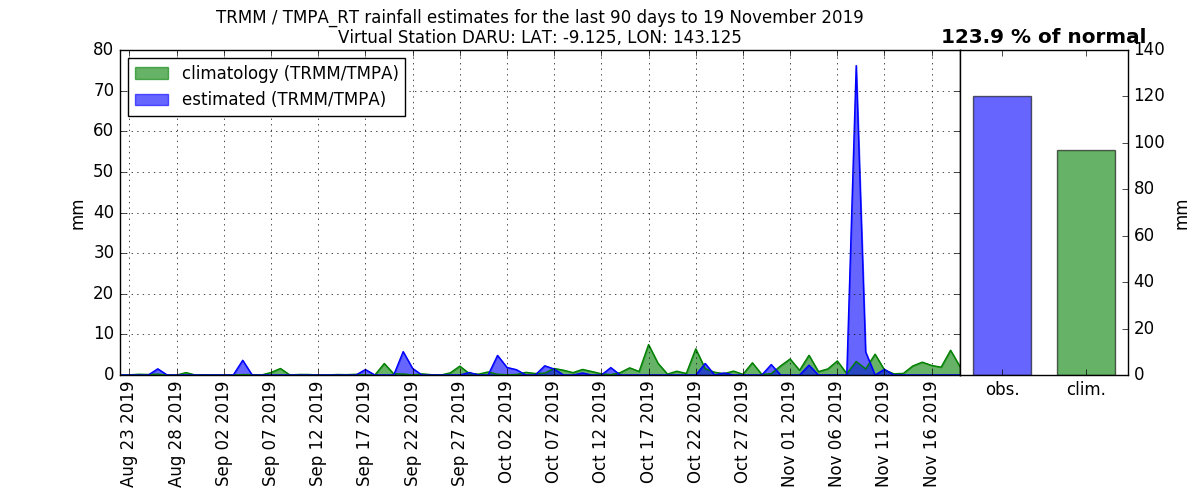 TRMM / TMPA_RT rainfall estimates for the last 90 days to 19 November 2019
Virtual Station DARU: LAT: -9.125, LON: 143.125
123.9 % of normal
climatology (TRMM/TMPA)
estimated (TRMM/TMPA)
mm
80
70
60
50
40
30
20
10
0
Aug 23 2019
Aug 28 2019
Sep 02 2019
Sep 07 2019
Sep 12 2019
Sep 17 2019
Sep 22 2019
Sep 27 2019
Oct 02 2019
Oct 07 2019
Oct 12 2019
Oct 17 2019
Oct 22 2019
Oct 27 2019
Nov 01 2019
Nov 06 2019
Nov 11 2019
Nov 16 2019
obs.
clim.
140
120
100
80
60
40
20
0
mm